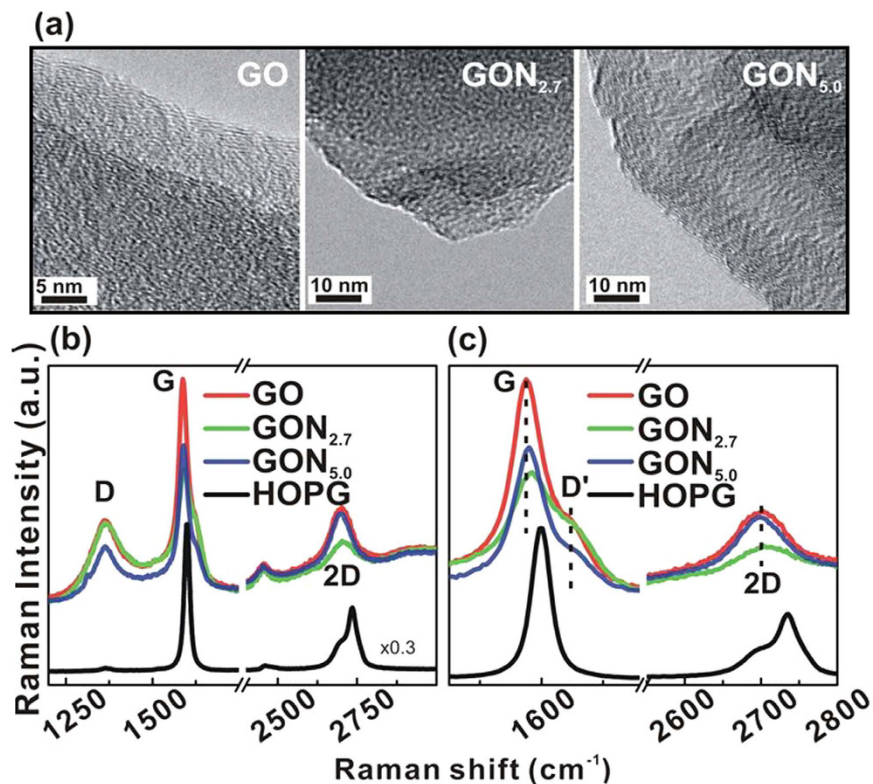 (a)
GO
GON2.7
GON5.0
5 nm
10 nm
10 nm
(b)
(c)
Raman Intensity (a.u.)
G
GO
GON2.7
GON5.0
HOPG
D
2D
x0.3
G
GO
GON2.7
GON5.0
HOPG
D'
2D
1250 1500 2500 2750
1600 2600 2700 2800
Raman shift (cm-1)